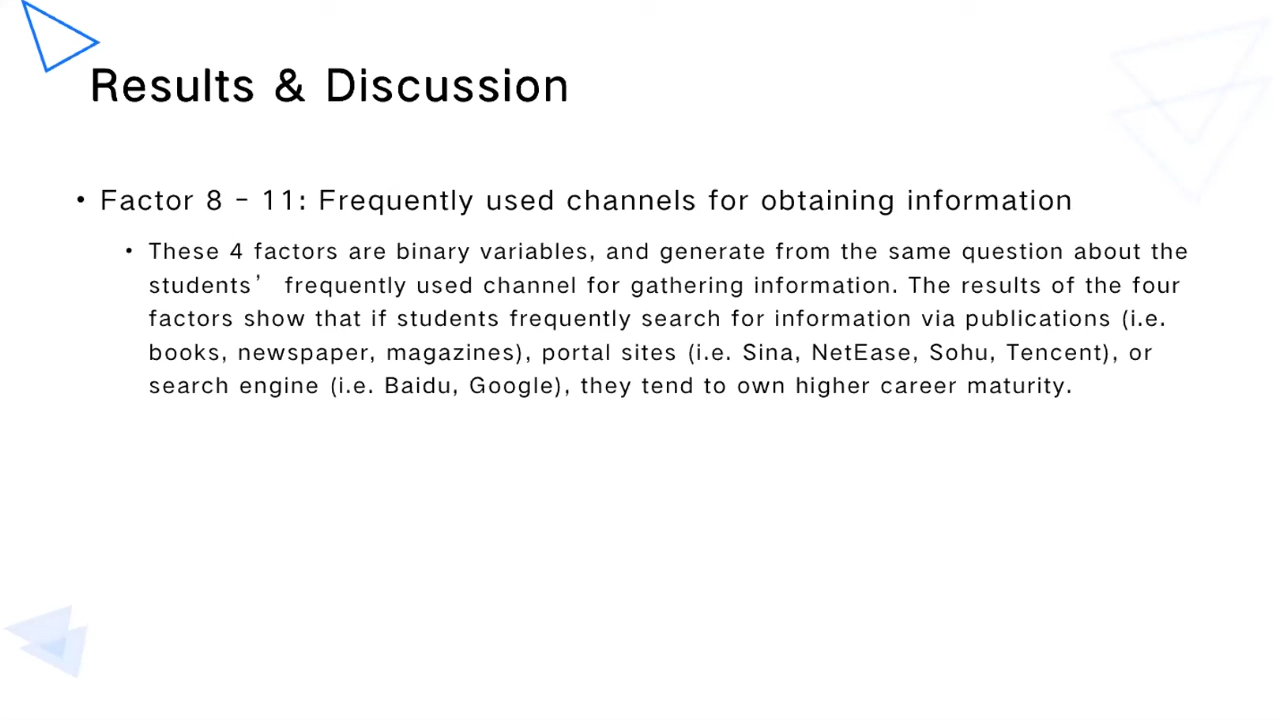 Results & Discussion
• Factor 8 – 11: Frequently used channels for obtaining information
• These 4 factors are binary variables, and generate from the same question about the
students’ frequently used channel for gathering information. The results of the four
factors show that if students frequently search for information via publications (i.e.
books, newspaper, magazines), portal sites (i.e. Sina, NetEase, Sohu, Tencent), or
search engine (i.e. Baidu, Google), they tend to own higher career maturity.